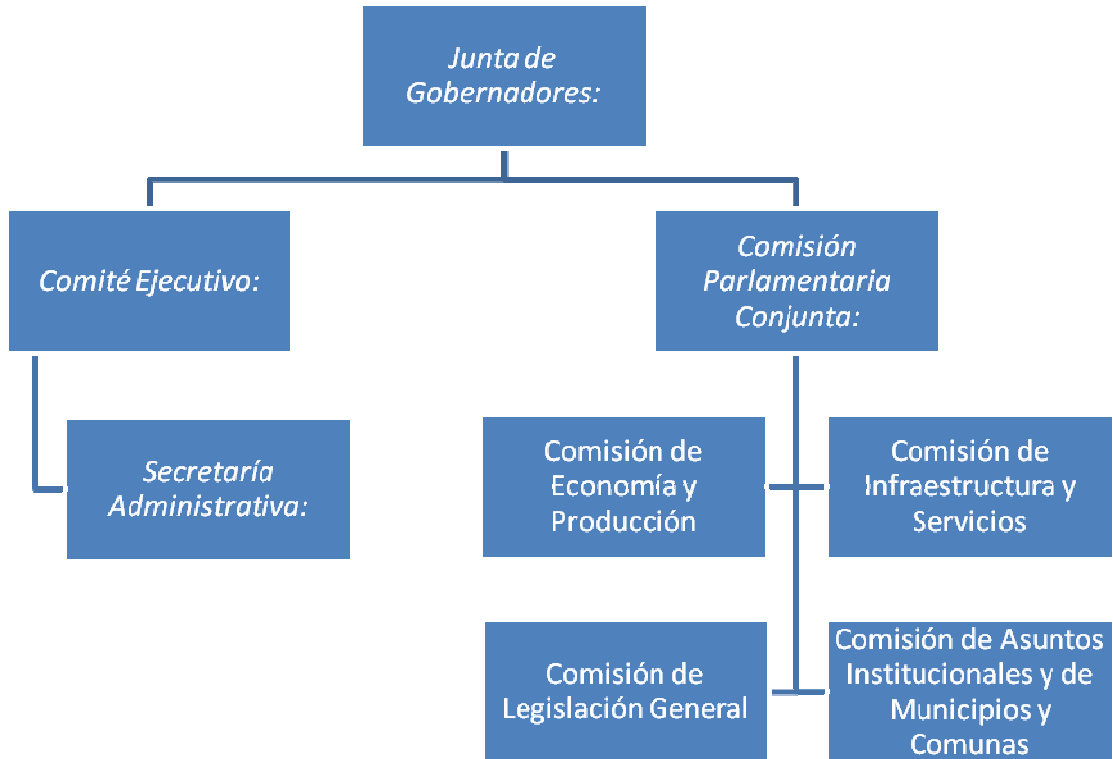 Junta de
Gobernadores:
Comité Ejecutivo:
Comisión
Parlamentaria
Conjunta:
Secretaría
Administrativa:
Comisión de
Economía y
Producción
Comisión de
Infraestructura y
Servicios
Comisión de
Legislación General
Comisión de Asuntos
Institucionales y de
Municipios y
Comunas